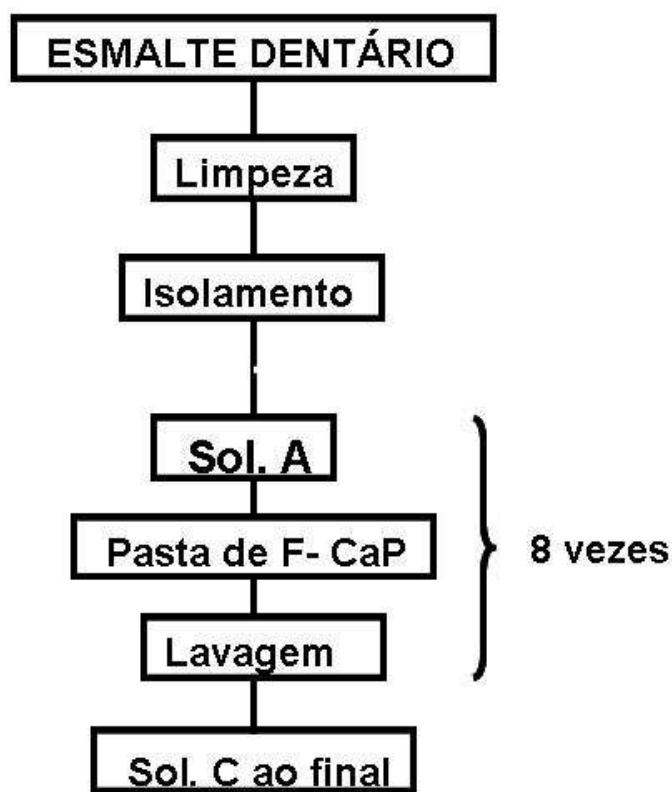 ESMALTE DENTÁRIO
Limpeza
Isolamento
Sol. A
Pasta de F- CaP
8 vezes
Lavagem
Sol. C ao final